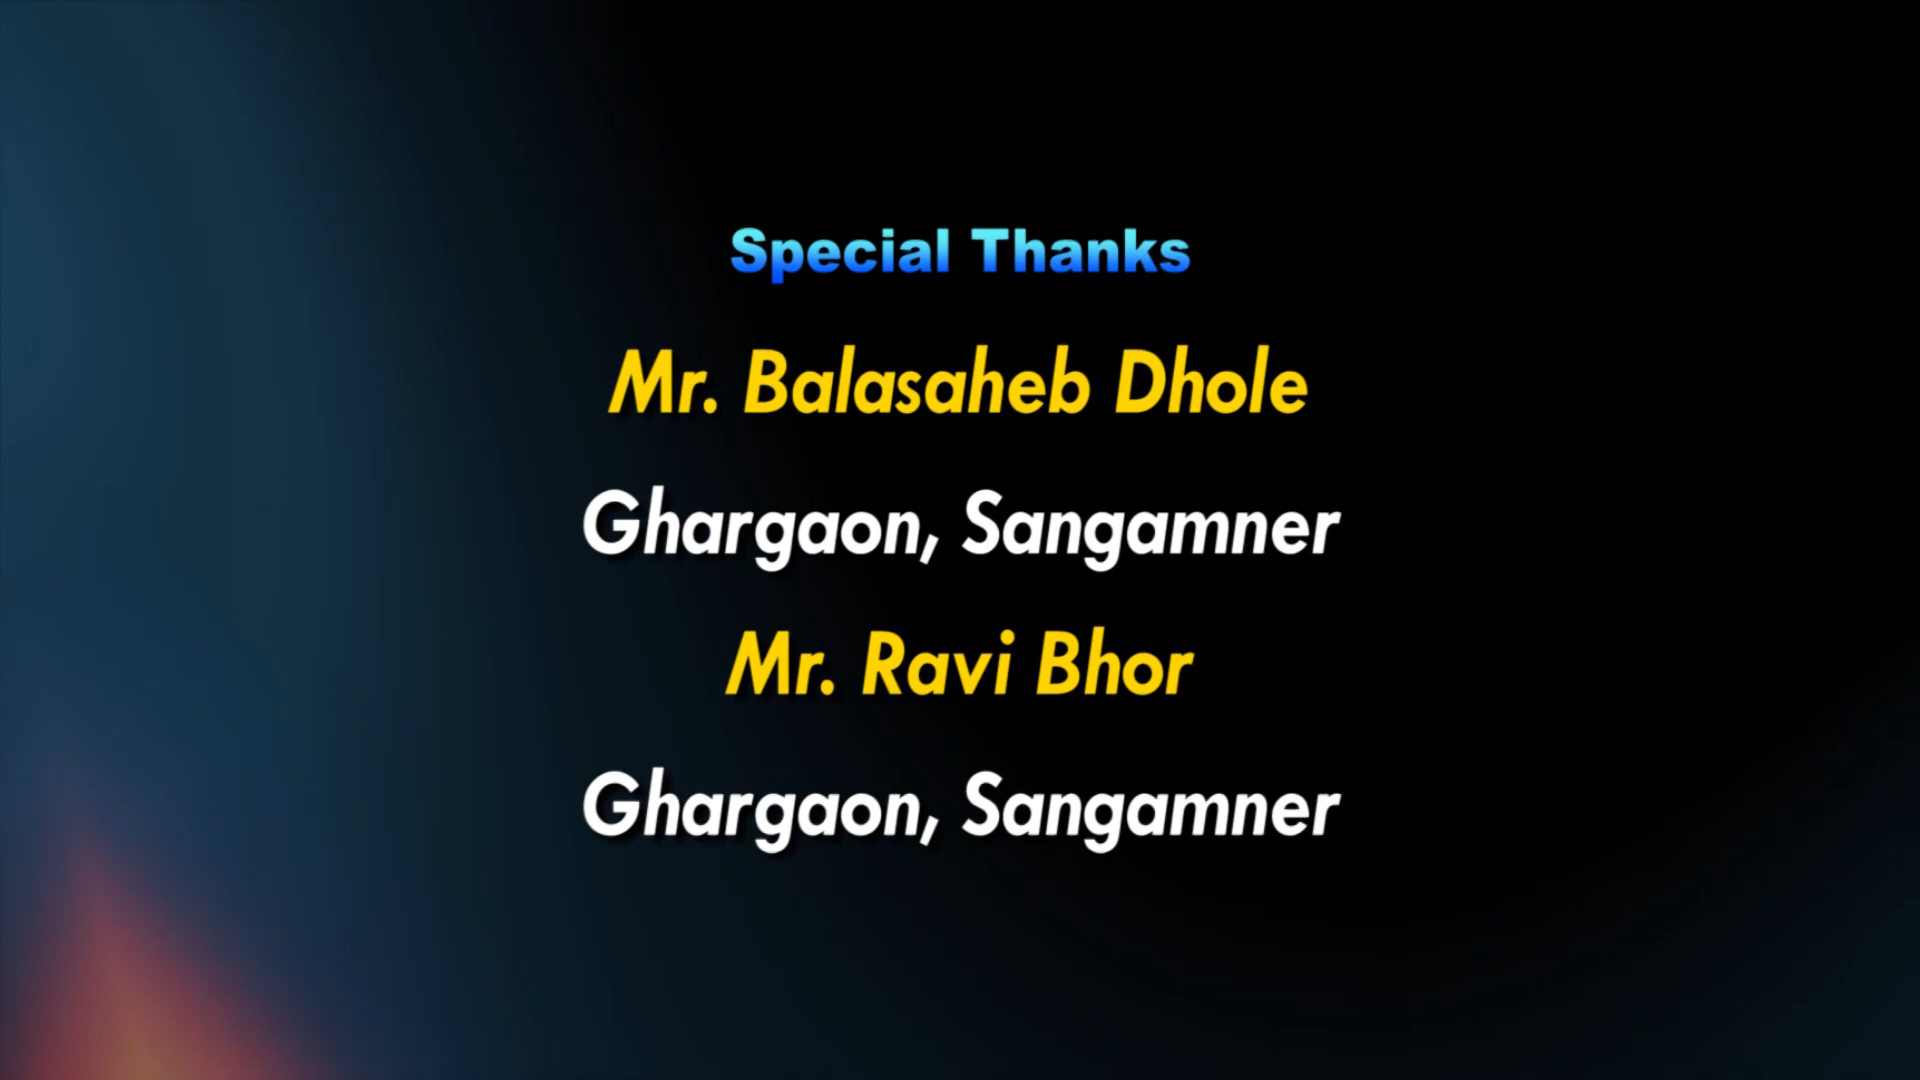 Special Thanks
Mr. Balasaheb Dhole
Ghargaon, Sangamner
Mr. Ravi Bhor
Ghargaon, Sangamner